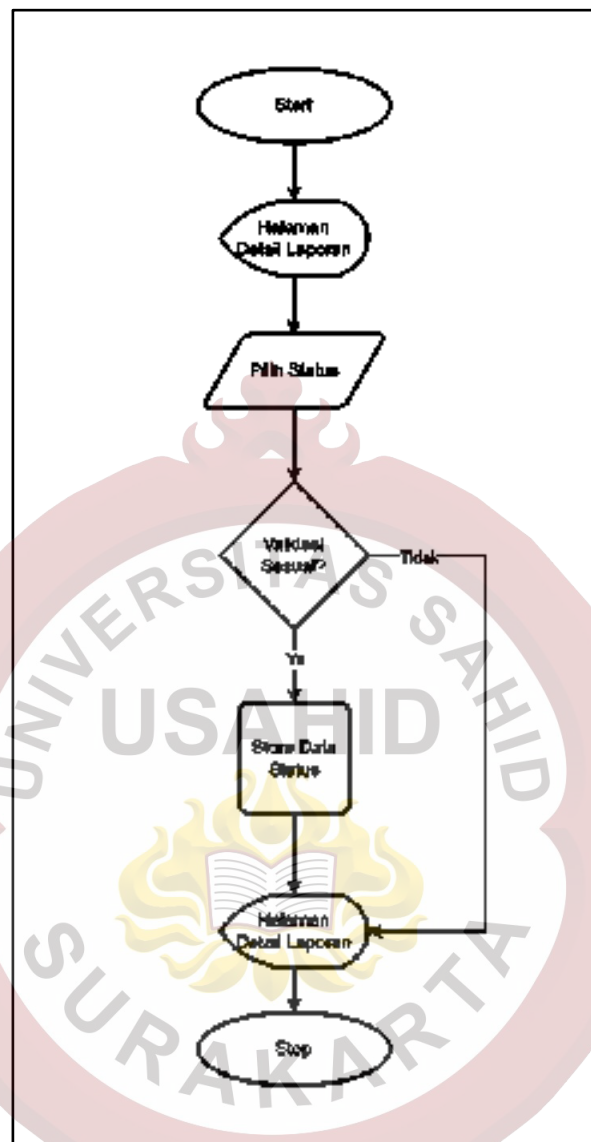 Start
Halaman
Detail Laporan
Pilih Status
Validasi
Sesuai?
Tidak
Ya
Store Data
Status
Halaman
Detail Laporan
Stop
UNIVERSITAS SAHID
USAHID
SURAKARTA